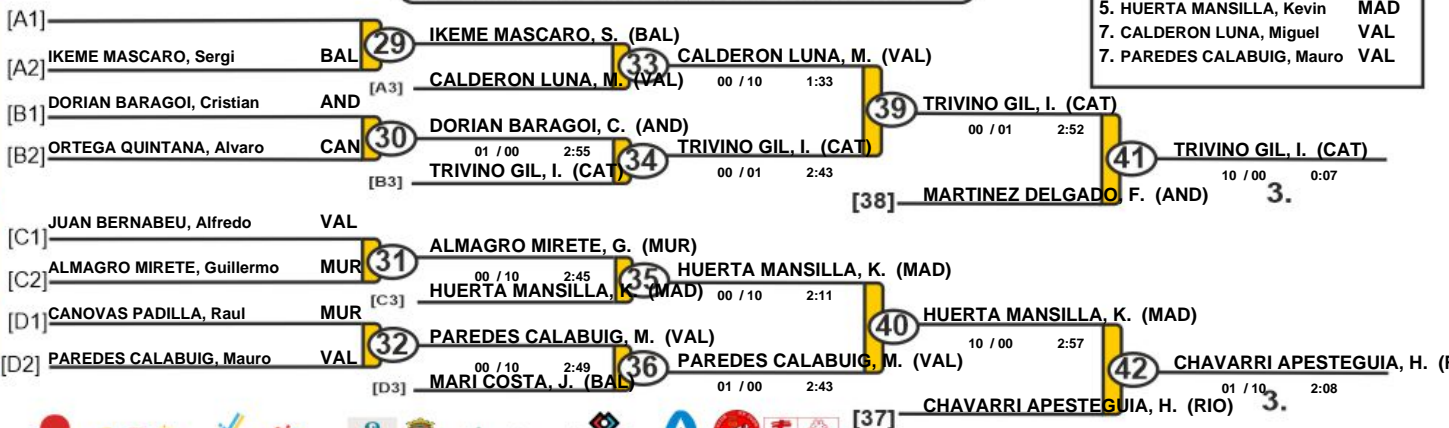 5. HUERTA MANSILLA, Kevin MAD
7. CALDERON LUNA, Miguel VAL
7. PAREDES CALABUIG, Mauro VAL
[A1]
[A2] IKEME MASCARO, Sergi BAL
29
IKEME MASCARO, S. (BAL)
[A3] CALDERON LUNA, M. (VAL)
33
CALDERON LUNA, M. (VAL)
00 / 10 1:33
[B1] DORIAN BARAGOI, Cristian AND
[B2] ORTEGA QUINTANA, Alvaro CAN
30
DORIAN BARAGOI, C. (AND)
01 / 00 2:55
[B3] TRIVINO GIL, I. (CAT)
34
TRIVINO GIL, I. (CAT)
00 / 01 2:43
39
TRIVINO GIL, I. (CAT)
00 / 01 2:52
[38] MARTINEZ DELGADO, F. (AND)
41
TRIVINO GIL, I. (CAT)
10 / 00 0:07
3.
[C1] JUAN BERNABEU, Alfredo VAL
[C2] ALMAGRO MIRETE, Guillermo MUR
31
ALMAGRO MIRETE, G. (MUR)
00 / 10 2:45
[C3] HUERTA MANSILLA, K. (MAD)
35
HUERTA MANSILLA, K. (MAD)
00 / 10 2:11
[D1] CANOVAS PADILLA, Raul MUR
[D2] PAREDES CALABUIG, Mauro VAL
32
PAREDES CALABUIG, M. (VAL)
00 / 10 2:49
[D3] MARI COSTA, J. (BAL)
36
PAREDES CALABUIG, M. (VAL)
01 / 00 2:43
40
HUERTA MANSILLA, K. (MAD)
10 / 00 2:57
[37] CHAVARRI APESTEGUIA, H. (RIO)
42
CHAVARRI APESTEGUIA, H.
01 / 10 2:08
3.